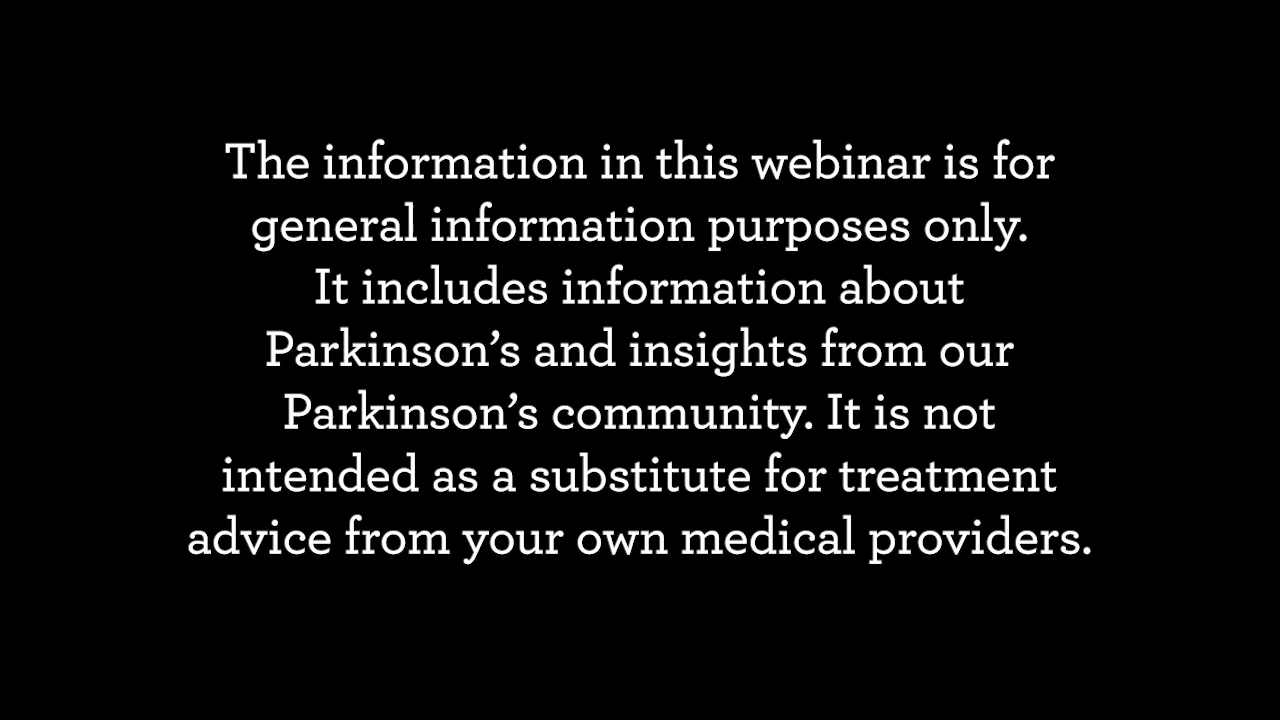 The information in this webinar is for
general information purposes only.
It includes information about
Parkinson’s and insights from our
Parkinson’s community. It is not
intended as a substitute for treatment
advice from your own medical providers.